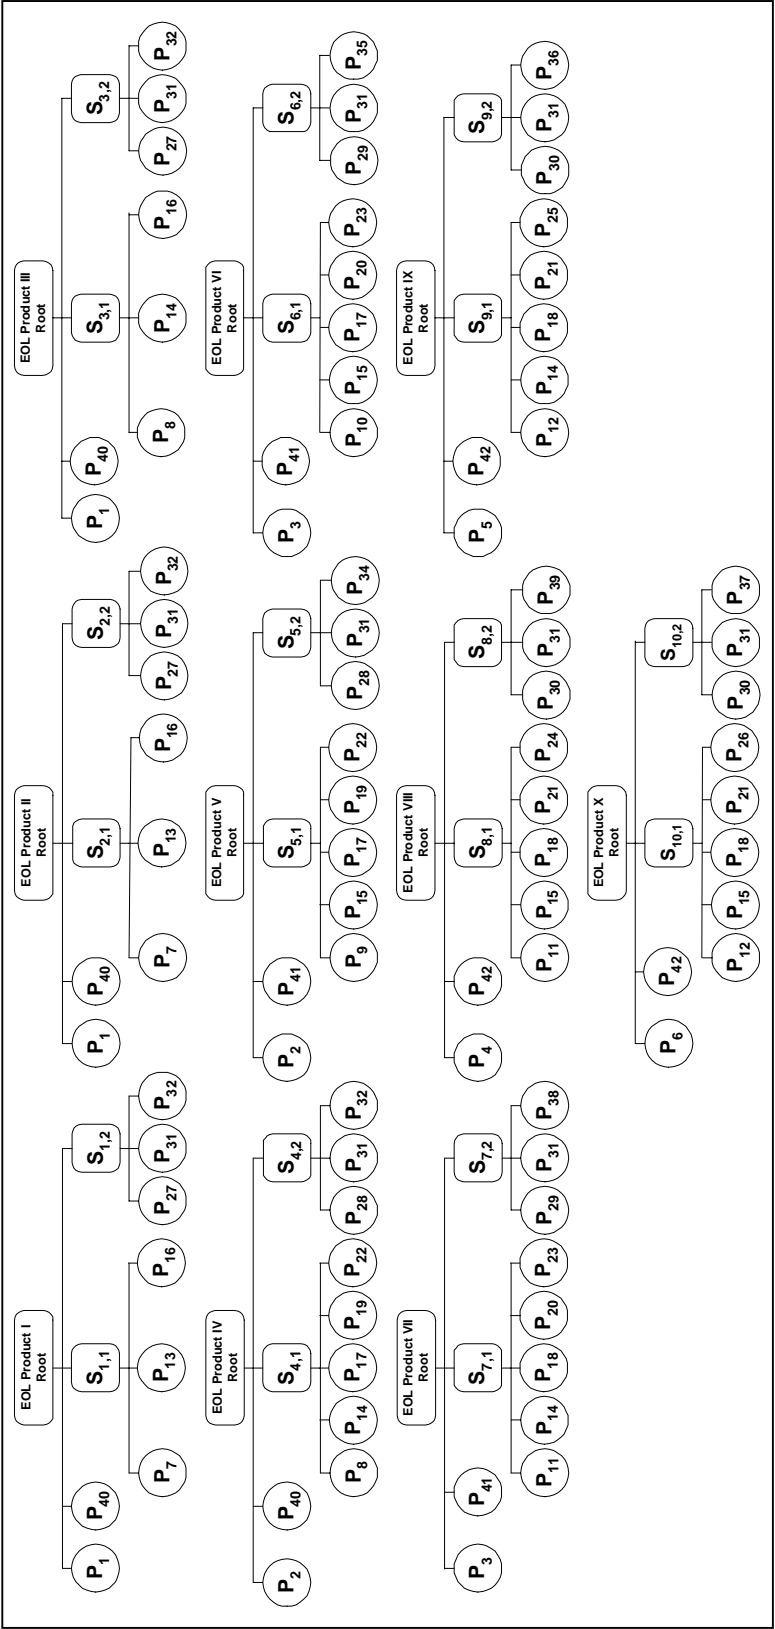 EOL Product I
Root
P1
P40
S1,1
S1,2
P7
P13
P16
P27
P31
P32
EOL Product II
Root
P1
P40
S2,1
S2,2
P7
P13
P16
P27
P31
P32
EOL Product III
Root
P1
P40
S3,1
S3,2
P8
P14
P16
P27
P31
P32
EOL Product IV
Root
P2
P40
S4,1
S4,2
P8
P14
P17
P19
P22
P28
P31
P32
EOL Product V
Root
P2
P41
S5,1
S5,2
P9
P15
P17
P19
P22
P28
P31
P34
EOL Product VI
Root
P3
P41
S6,1
S6,2
P10
P15
P17
P20
P23
P29
P31
P35
EOL Product VII
Root
P3
P41
S7,1
S7,2
P11
P14
P18
P20
P23
P29
P31
P38
EOL Product VIII
Root
P4
P42
S8,1
S8,2
P11
P15
P18
P21
P24
P30
P31
P39
EOL Product IX
Root
P5
P42
S9,1
S9,2
P12
P14
P18
P21
P25
P30
P31
P36
EOL Product X
Root
P6
P42
S10,1
S10,2
P12
P15
P18
P21
P26
P30
P31
P37